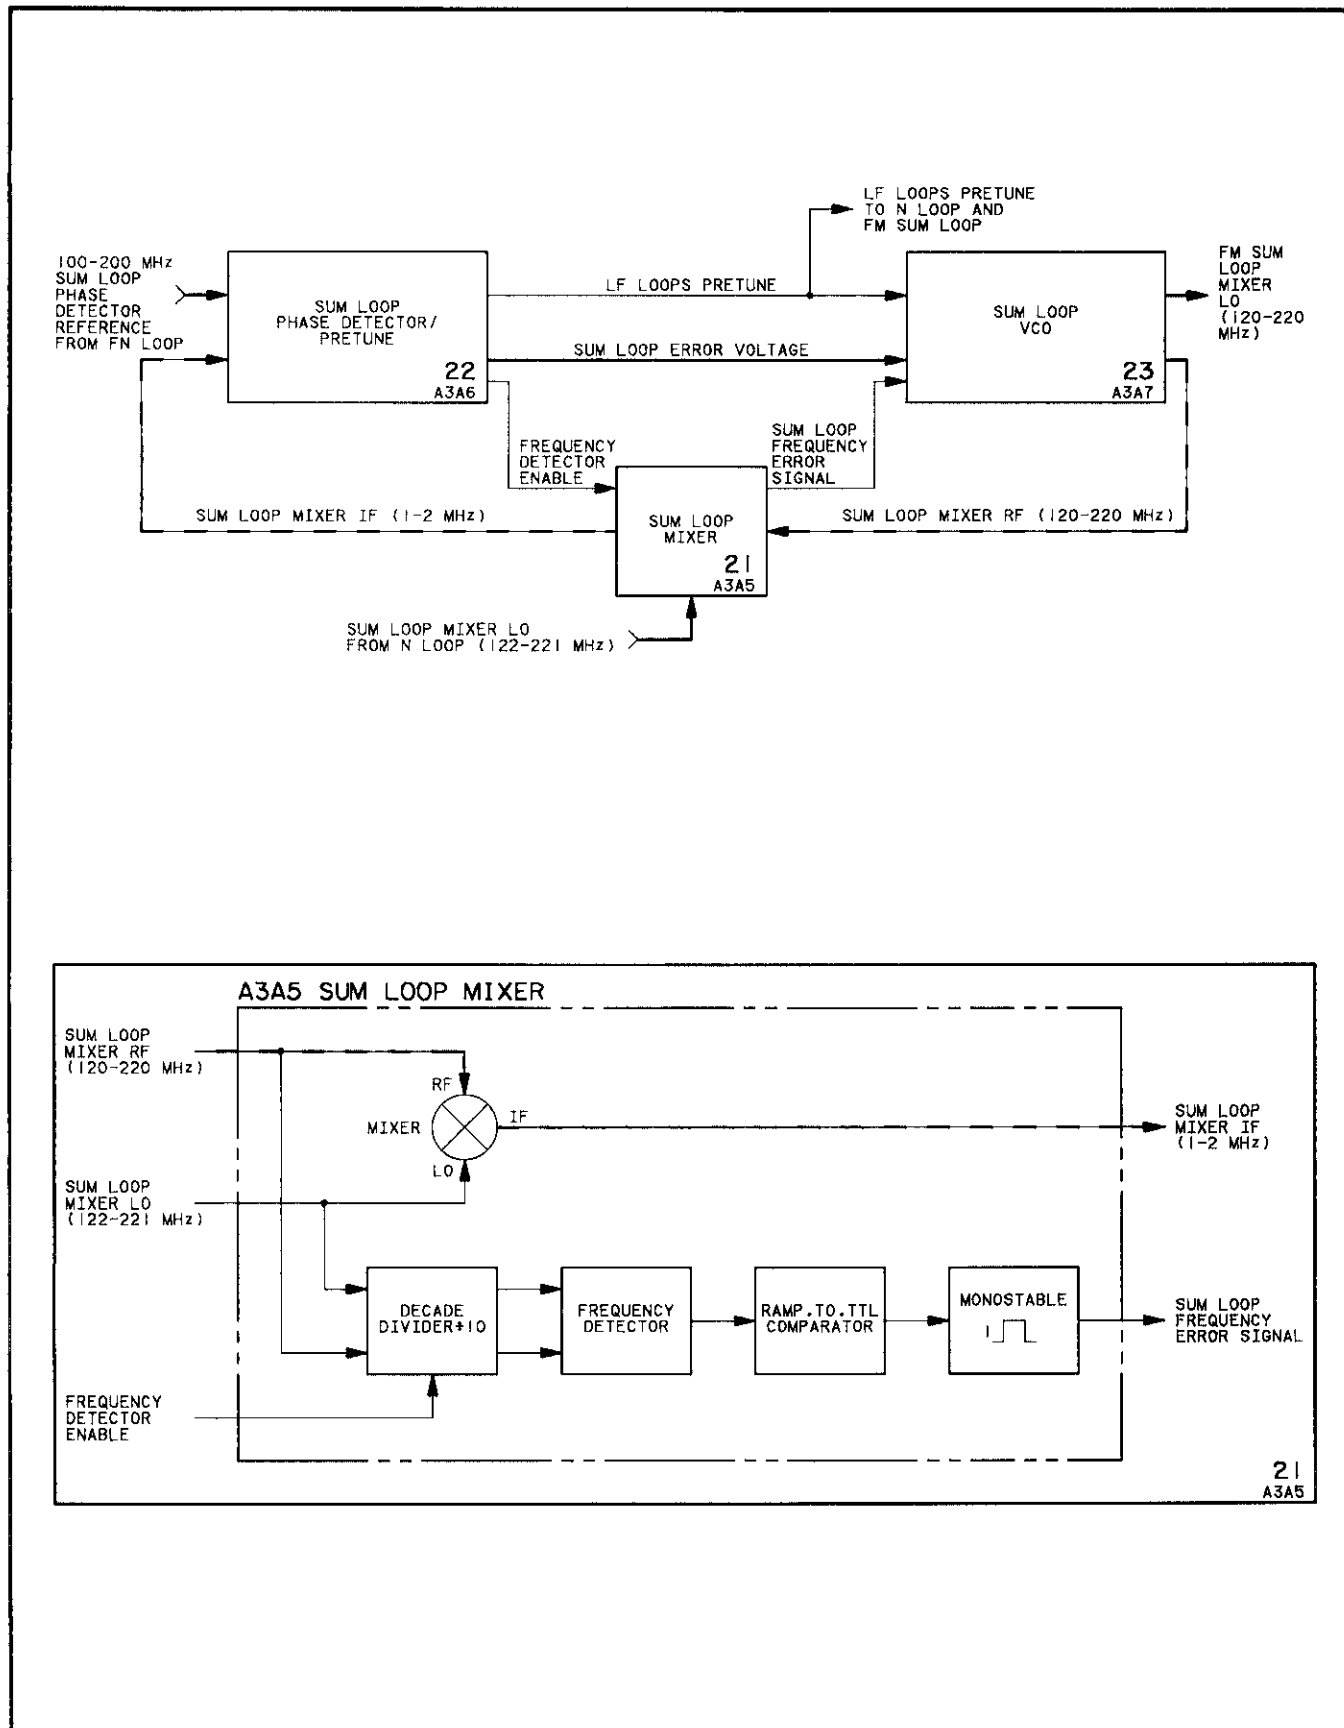 LF LOOPS PRETUNE
TO N LOOP AND
FM SUM LOOP
100-200 MHz
SUM LOOP
PHASE
DETECTOR
REFERENCE
FROM FN LOOP
SUM LOOP
PHASE DETECTOR/
PRETUNE
22
A3A6
LF LOOPS PRETUNE
SUM LOOP ERROR VOLTAGE
SUM LOOP
VCO
23
A3A7
FM SUM
LOOP
MIXER
LO
(120-220
MHz)
FREQUENCY
DETECTOR
ENABLE
SUM LOOP
FREQUENCY
ERROR
SIGNAL
SUM LOOP MIXER IF (1-2 MHz)
SUM LOOP
MIXER
21
A3A5
SUM LOOP MIXER RF (120-220 MHz)
SUM LOOP MIXER LO
FROM N LOOP (122-221 MHz)
A3A5 SUM LOOP MIXER
SUM LOOP
MIXER RF
(120-220 MHz)
RF
MIXER
IF
LO
SUM LOOP
MIXER IF
(1-2 MHz)
SUM LOOP
MIXER LO
(122-221 MHz)
DECADE
DIVIDER÷10
FREQUENCY
DETECTOR
RAMP.TO.TTL
COMPARATOR
MONOSTABLE
1
SUM LOOP
FREQUENCY
ERROR SIGNAL
FREQUENCY
DETECTOR
ENABLE
21
A3A5